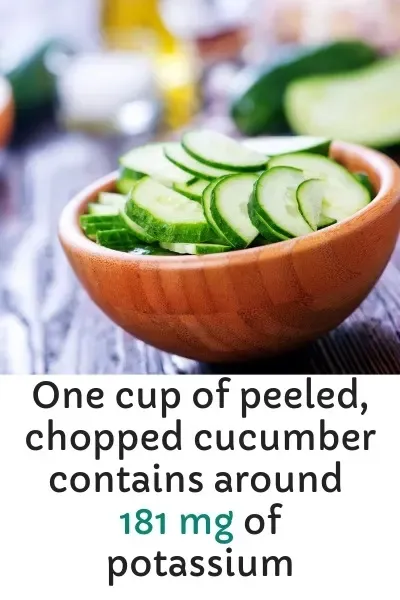 One cup of peeled,
chopped cucumber
contains around
181 mg of
potassium